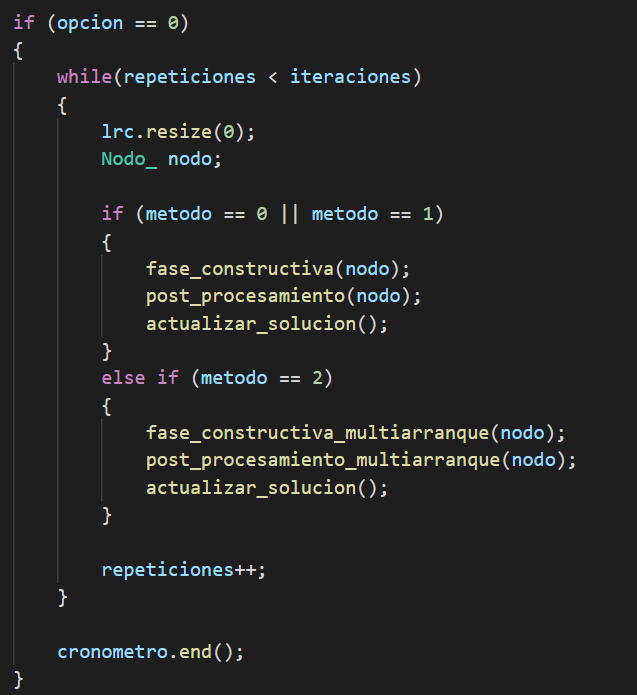 if (opcion == 0)
{
    while(repeticiones < iteraciones)
    {
        lrc.resize(0);
        Nodo_ nodo;

        if (metodo == 0 || metodo == 1)
        {
            fase_constructiva(nodo);
            post_procesamiento(nodo);
            actualizar_solucion();
        }
        else if (metodo == 2)
        {
            fase_constructiva_multiarranque(nodo);
            post_procesamiento_multiarranque(nodo);
            actualizar_solucion();
        }

        repeticiones++;
    }

    cronometro.end();
}